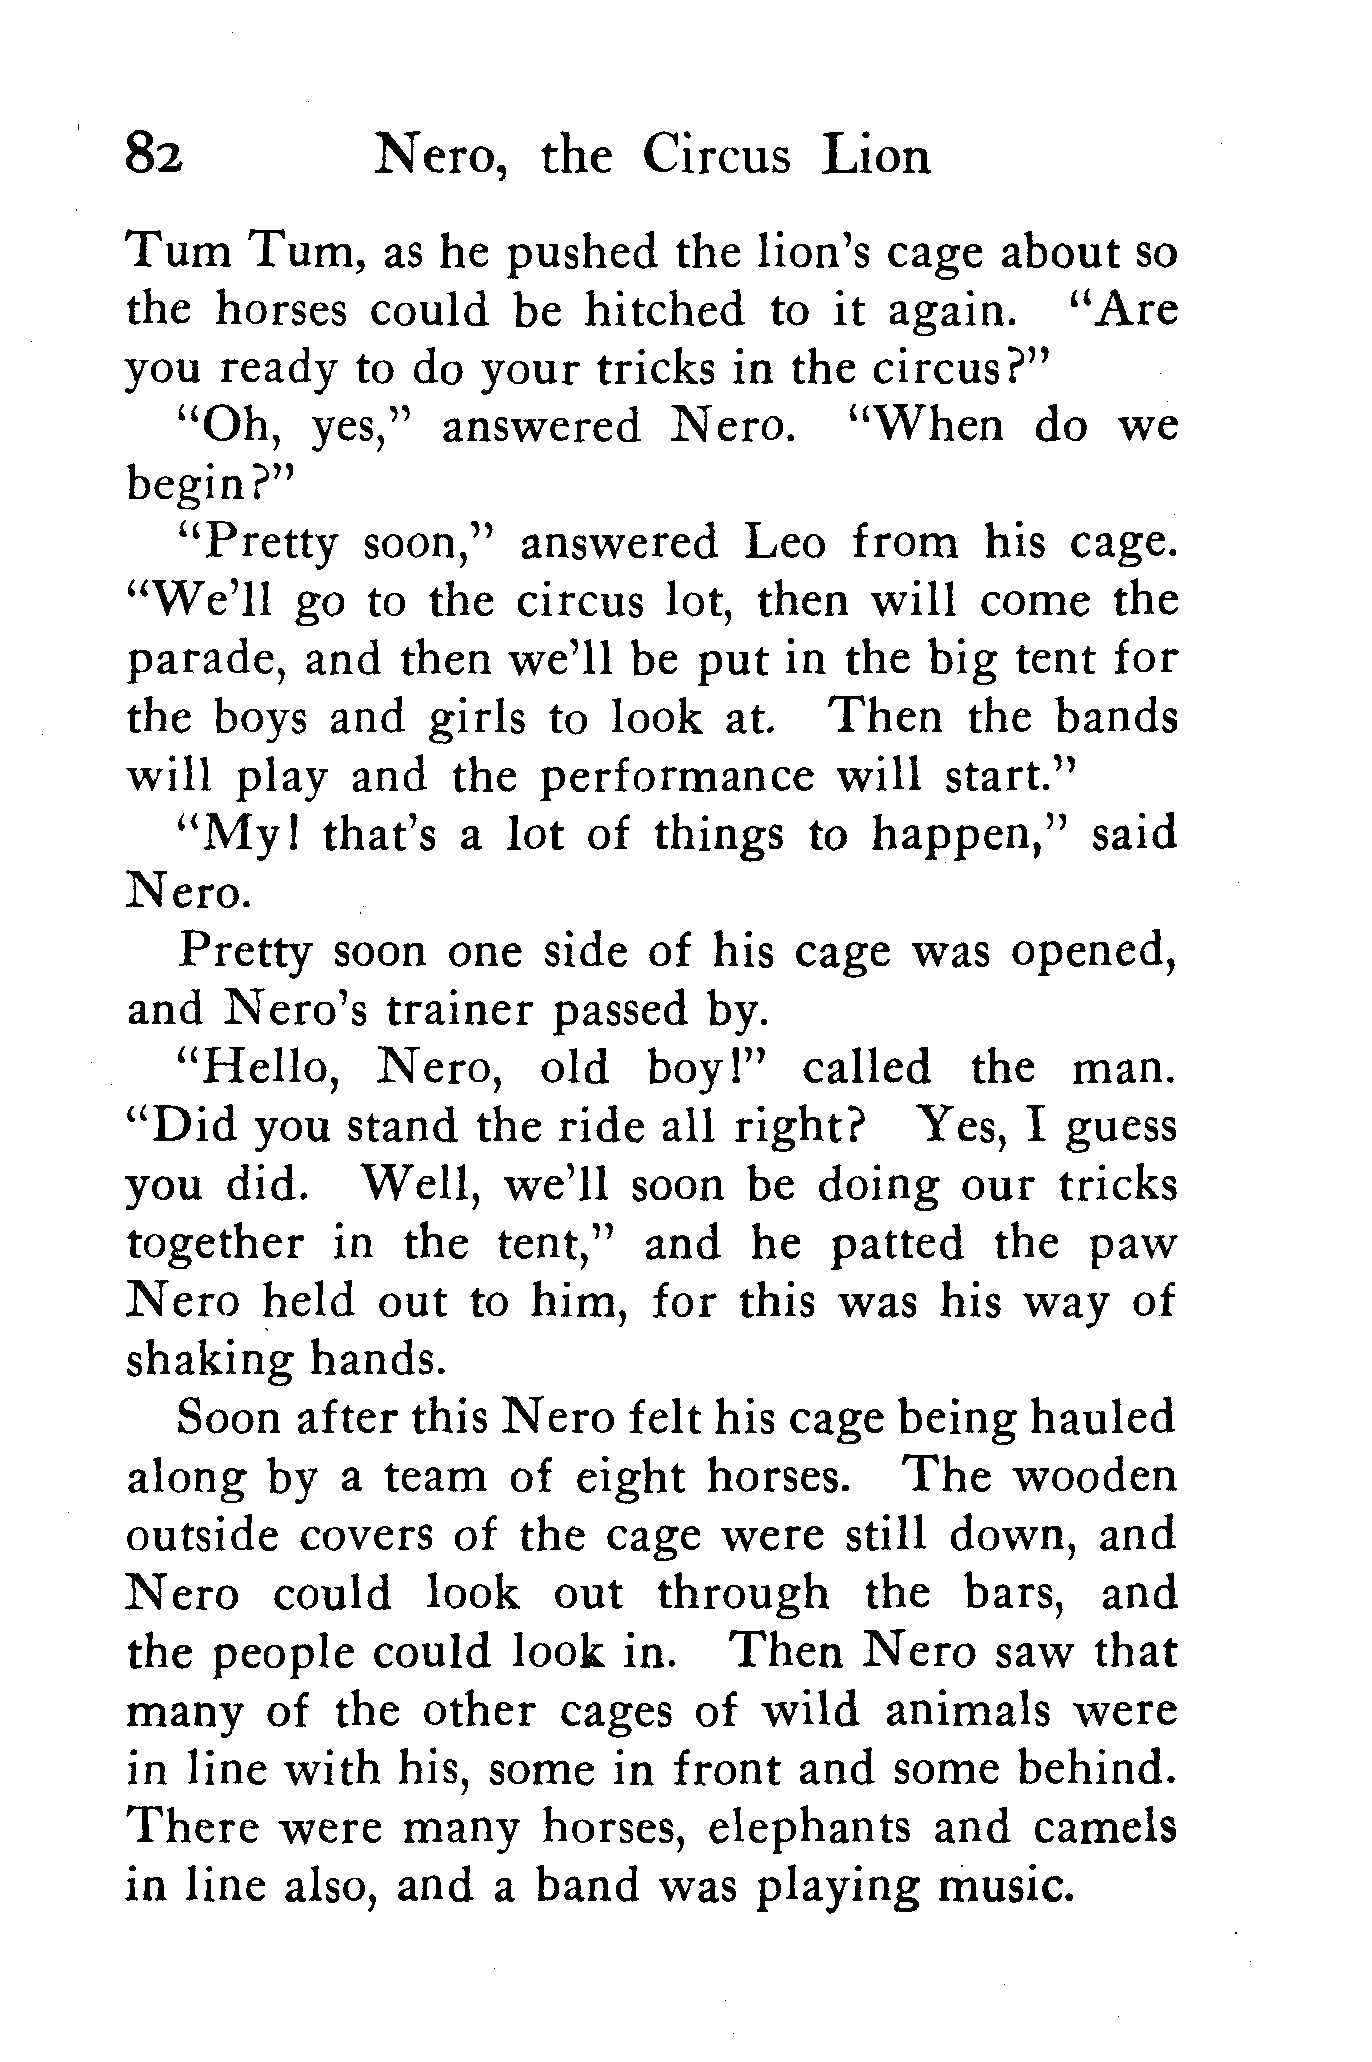 82 Nero, the Circus Lion
Tum Tum, as he pushed the lion's cage about so
the horses could be hitched to it again. "Are
you ready to do your tricks in the circus?"
"Oh, yes," answered Nero. "When do we
begin?"
"Pretty soon," answered Leo from his cage.
"We'll go to the circus lot, then will come the
parade, and then we'll be put in the big tent for
the boys and girls to look at. Then the bands
will play and the performance will start."
"My! that's a lot of things to happen," said
Nero.
Pretty soon one side of his cage was opened,
and Nero's trainer passed by.
"Hello, Nero, old boy!" called the man.
"Did you stand the ride all right? Yes, I guess
you did. Well, we'll soon be doing our tricks
together in the tent," and he patted the paw
Nero held out to him, for this was his way of
shaking hands.
Soon after this Nero felt his cage being hauled
along by a team of eight horses. The wooden
outside covers of the cage were still down, and
Nero could look out through the bars, and
the people could look in. Then Nero saw that
many of the other cages of wild animals were
in line with his, some in front and some behind.
There were many horses, elephants and camels
in line also, and a band was playing music.